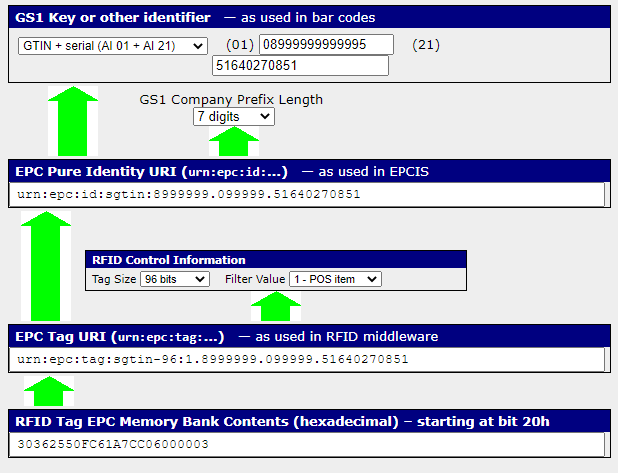 GS1 Key or other identifier — as used in bar codes
GTIN + serial (AI 01 + AI 21) (01) 08999999999995 (21)
51640270851
GS1 Company Prefix Length
7 digits
EPC Pure Identity URI (urn:epc:id:...) — as used in EPCIS
urn:epc:id:sgtin:8999999.099999.51640270851
RFID Control Information
Tag Size 96 bits Filter Value 1 - POS item
EPC Tag URI (urn:epc:tag:...) — as used in RFID middleware
urn:epc:tag:sgtin-96:1.8999999.099999.51640270851
RFID Tag EPC Memory Bank Contents (hexadecimal) – starting at bit 20h
30362550FC61A7CC06000003